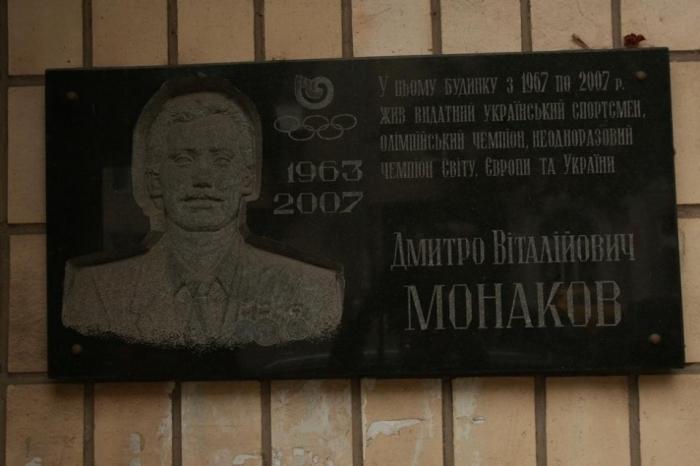 У ЦЬОМУ БУДИНКУ З 1967 ПО 2007 Р.
ЖИВ ВИДАТНИЙ УКРАЇНСЬКИЙ СПОРТСМЕН,
ОЛІМПІЙСЬКИЙ ЧЕМПІОН, НЕОДНОРАЗОВИЙ
ЧЕМПІОН СВІТУ, ЄВРОПИ ТА УКРАЇНИ
1963
2007
ДМИТРО ВІТАЛІЙОВИЧ
МОНАКОВ